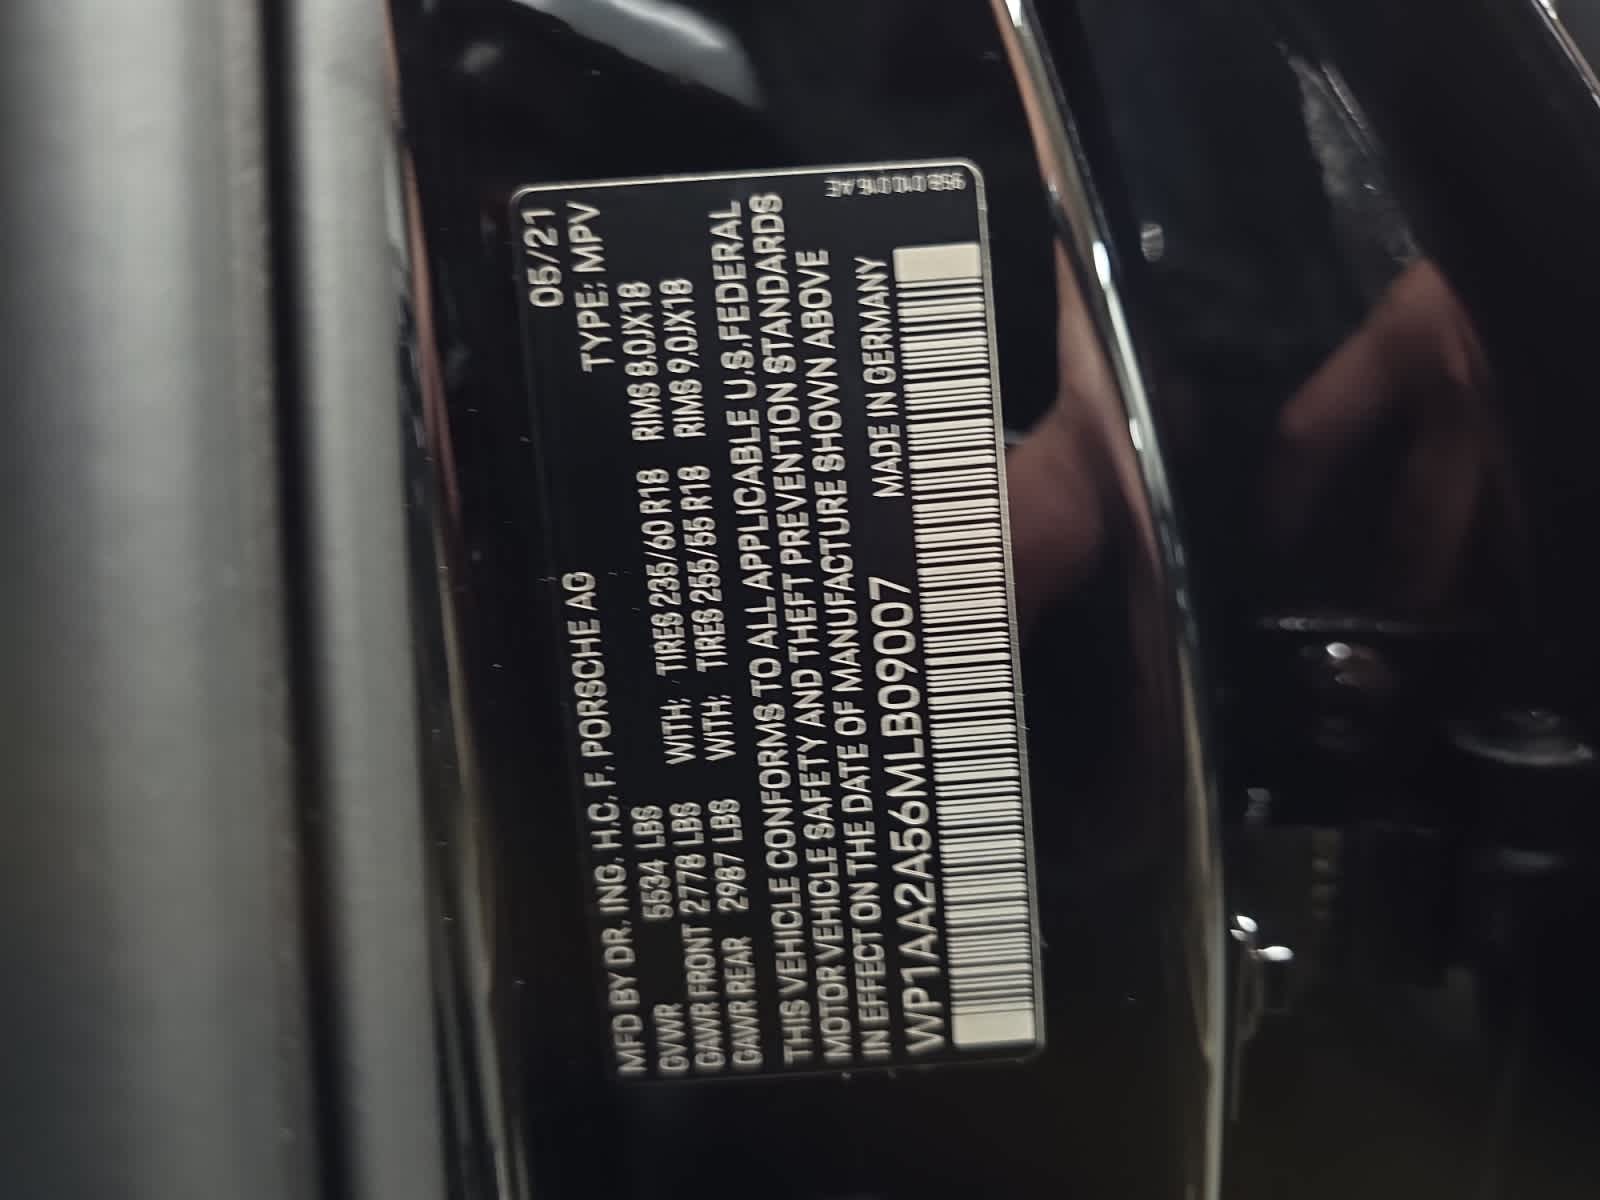 MFD BY DR. ING. H.C. F. PORSCHE AG 05/21
TYPE: MPV
GVWR 5534 LBS WITH: TIRES 235/60 R18 RIMS 8.0JX18
GAWR FRONT 2778 LBS WITH: TIRES 255/55 R18 RIMS 9.0JX18
GAWR REAR 2987 LBS
THIS VEHICLE CONFORMS TO ALL APPLICABLE U.S. FEDERAL
MOTOR VEHICLE SAFETY AND THEFT PREVENTION STANDARDS
IN EFFECT ON THE DATE OF MANUFACTURE SHOWN ABOVE
WP1AA2A56MLB09007 MADE IN GERMANY